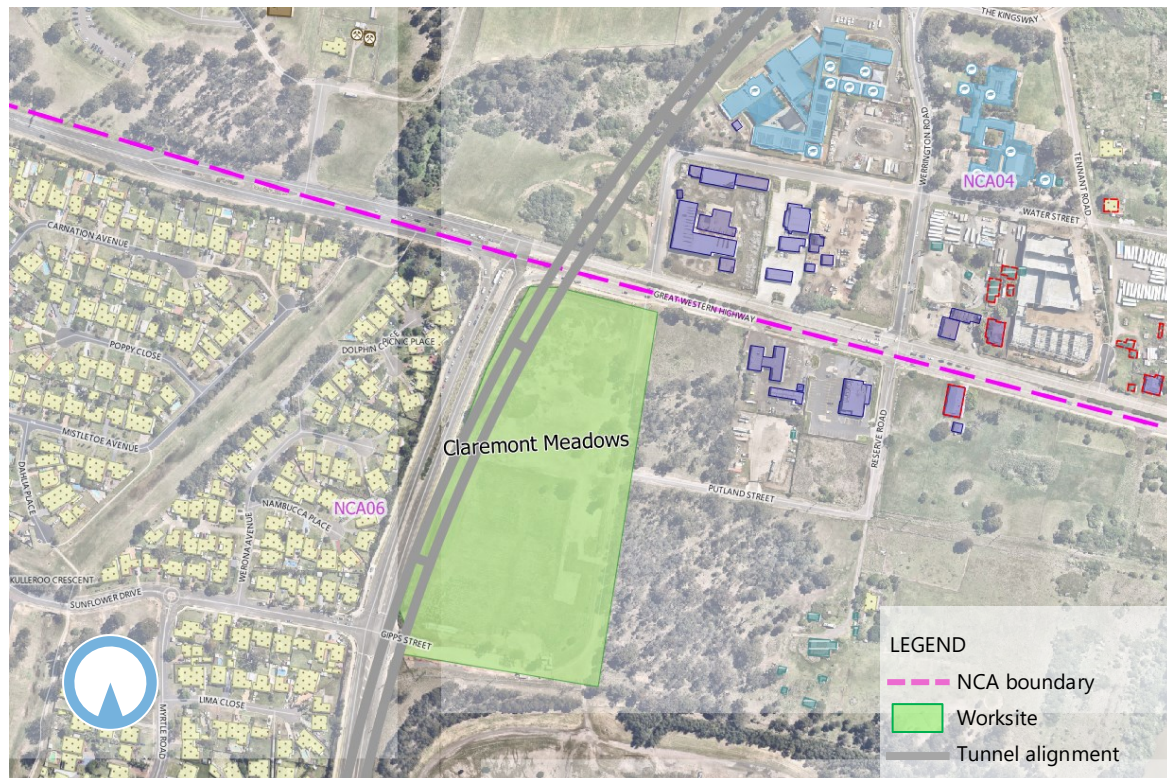 THE KINGSWAY
WERRINGTON ROAD
TENNANT ROAD
NCA04
WATER STREET
CARNATION AVENUE
GREAT WESTERN HIGHWAY
POPPY CLOSE
DOLPHIN C
GE
PICNIC PLACE
MISTLETOE AVENUE
Claremont Meadows
RESERVE ROAD
DAHLIA PLACE
PUTLAND STREET
NCA06
NAMBUCCA PLACE
WERONA AVENUE
KULLEROO CRESCENT
SUNFLOWER DRIVE
GIPPS STREET
LIMA CLOSE
MYRTLE ROAD
LEGEND
NCA boundary
Worksite
Tunnel alignment